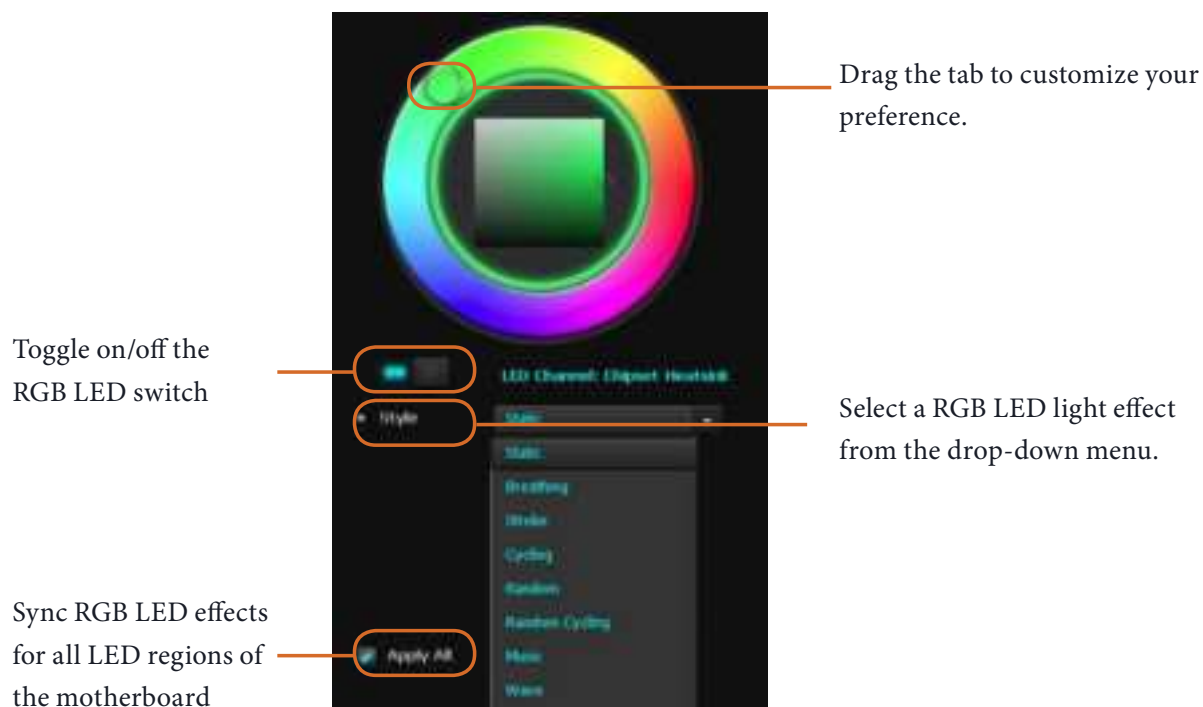 Drag the tab to customize your
preference.
Toggle on/off the
RGB LED switch
LED Channel: Chipset Heatsink
Style
Static
Select a RGB LED light effect
from the drop-down menu.
Static
Breathing
Strobe
Cycling
Random
Random Cycling
Music
Wave
Sync RGB LED effects
for all LED regions of
the motherboard
Apply All